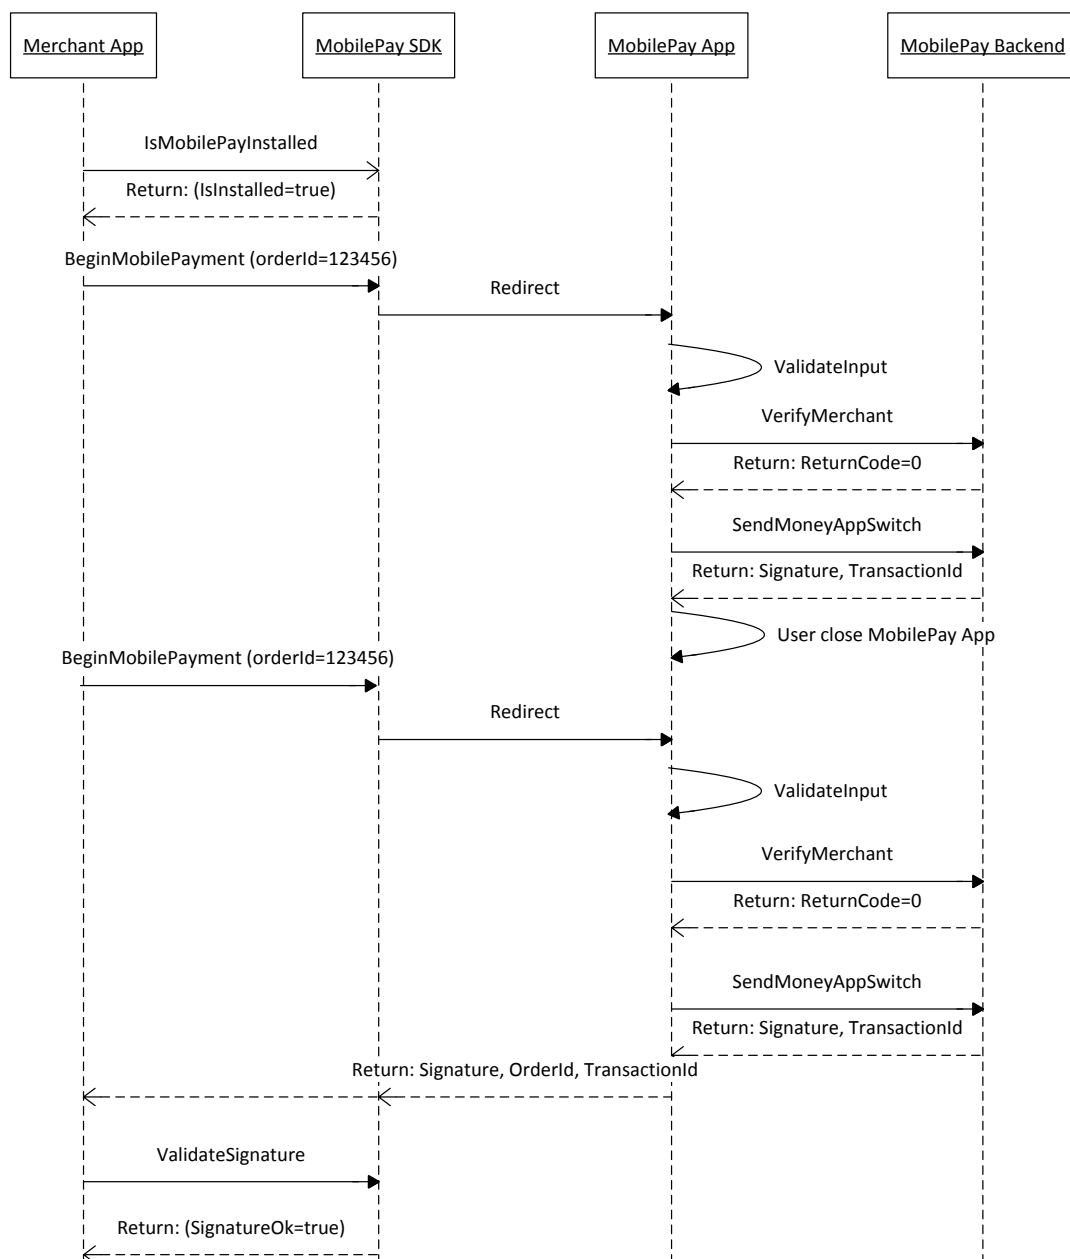 Merchant App
MobilePay SDK
MobilePay App
MobilePay Backend
IsMobilePayInstalled
Return: (IsInstalled=true)
BeginMobilePayment (orderId=123456)
Redirect
ValidateInput
VerifyMerchant
Return: ReturnCode=0
SendMoneyAppSwitch
Return: Signature, TransactionId
User close MobilePay App
BeginMobilePayment (orderId=123456)
Redirect
ValidateInput
VerifyMerchant
Return: ReturnCode=0
SendMoneyAppSwitch
Return: Signature, TransactionId
Return: Signature, OrderId, TransactionId
ValidateSignature
Return: (SignatureOk=true)